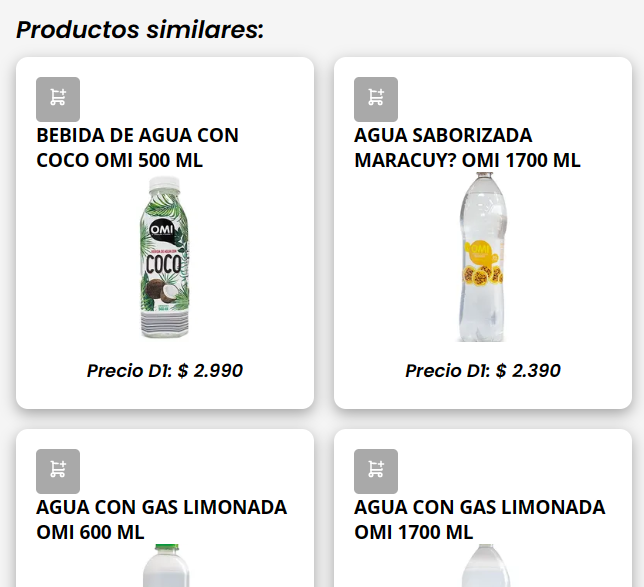 Productos similares:
BEBIDA DE AGUA CON
COCO OMI 500 ML
AGUA SABORIZADA
MARACUY? OMI 1700 ML
OMI
COCO
OMI
Precio D1: $ 2.990
Precio D1: $ 2.390
AGUA CON GAS LIMONADA
OMI 600 ML
AGUA CON GAS LIMONADA
OMI 1700 ML